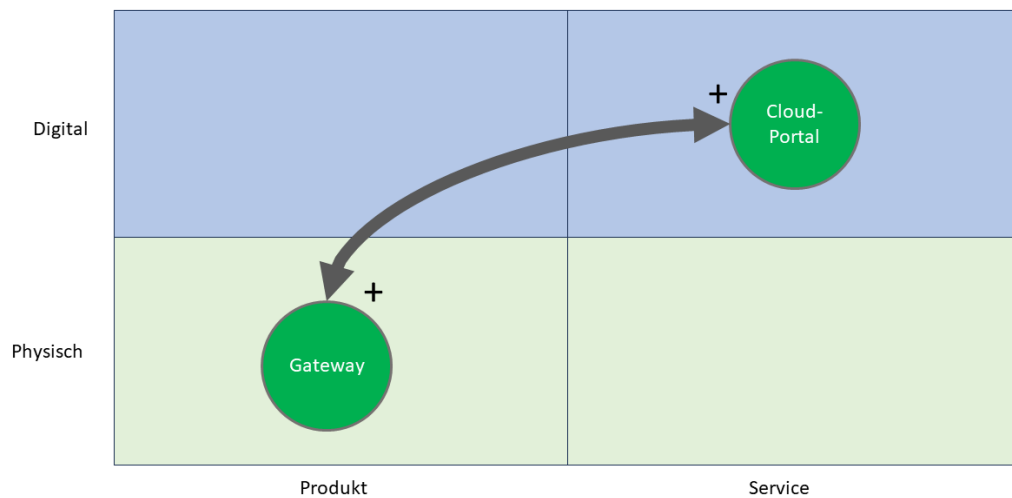 Digital
+
Cloud-
Portal
+
Physisch
Gateway
Produkt
Service